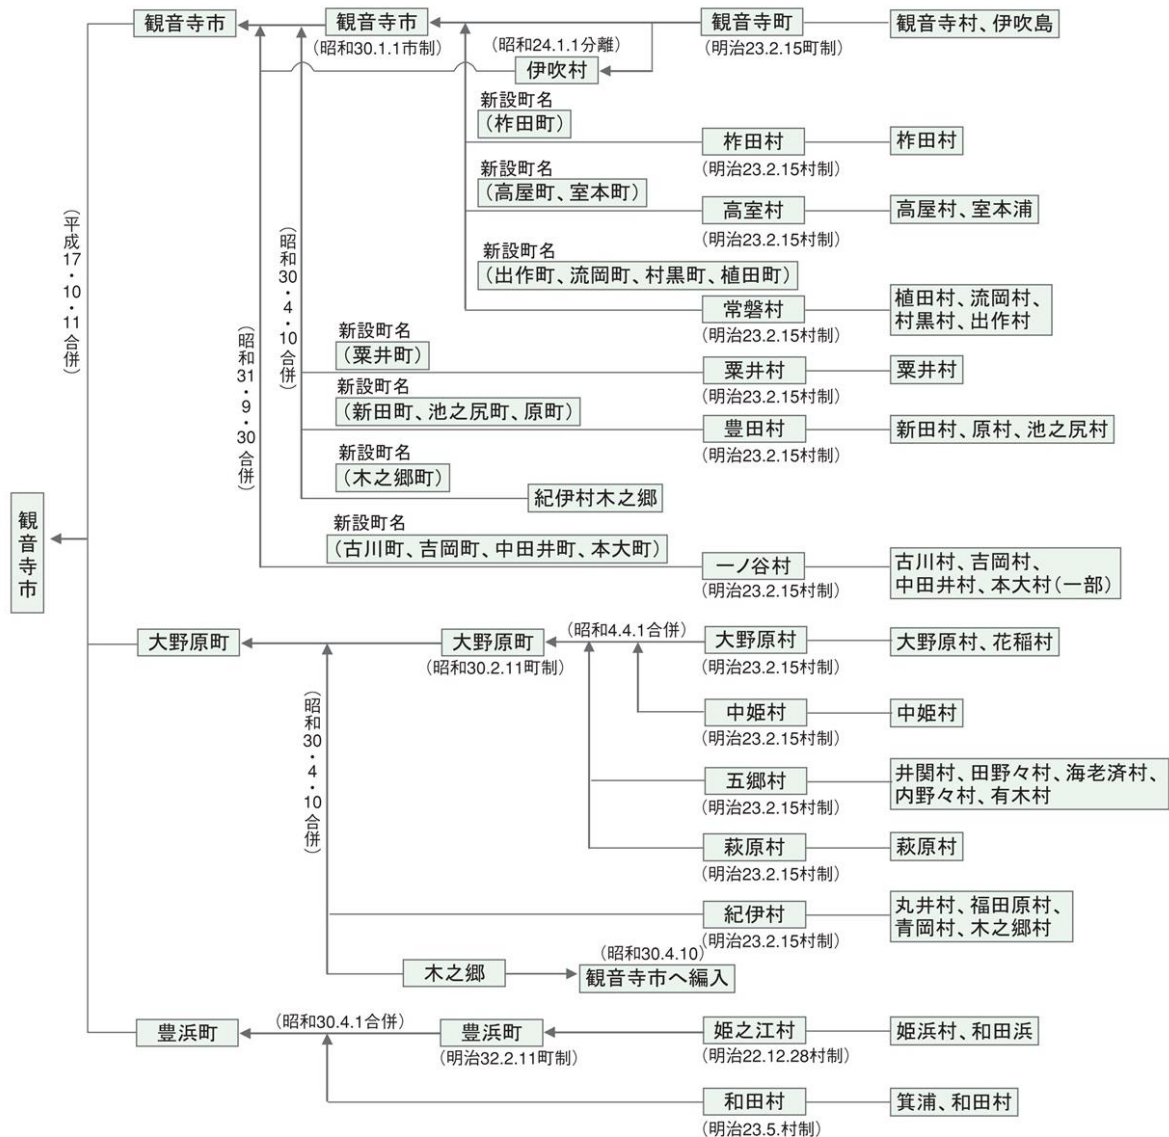 観音寺市
観音寺市
観音寺町
観音寺村、伊吹島
(昭和30.1.1市制)
(昭和24.1.1分離)
(明治23.2.15町制)
伊吹村
新設町名
(柞田町)
柞田村
柞田村
(明治23.2.15村制)
新設町名
(高屋町、室本町)
高室村
高屋村、室本浦
(明治23.2.15村制)
新設町名
(出作町、流岡町、村黒町、植田町)
常磐村
植田村、流岡村、
村黒村、出作村
(明治23.2.15村制)
(平成17・10・11合併)
(昭和31・9・30合併)
(昭和30・4・10合併)
新設町名
(粟井町)
粟井村
粟井村
(明治23.2.15村制)
新設町名
(新田町、池之尻町、原町)
豊田村
新田村、原村、池之尻村
(明治23.2.15村制)
新設町名
(木之郷町)
紀伊村木之郷
観音寺市
新設町名
(古川町、吉岡町、中田井町、本大町)
一ノ谷村
古川村、吉岡村、
中田井村、本大村(一部)
(明治23.2.15村制)
大野原町
大野原町
(昭和30.2.11町制)
(昭和4.4.1合併)
大野原村
大野原村、花稲村
(明治23.2.15村制)
中姫村
中姫村
(明治23.2.15村制)
(昭和30・4・10合併)
五郷村
井関村、田野々村、海老済村、
内野々村、有木村
(明治23.2.15村制)
萩原村
萩原村
(明治23.2.15村制)
紀伊村
丸井村、福田原村、
青岡村、木之郷村
(明治23.2.15村制)
木之郷
(昭和30.4.10)
観音寺市へ編入
豊浜町
(昭和30.4.1合併)
豊浜町
(明治32.2.11町制)
姫之江村
姫浜村、和田浜
(明治22.12.28村制)
和田村
箕浦、和田村
(明治23.5.村制)